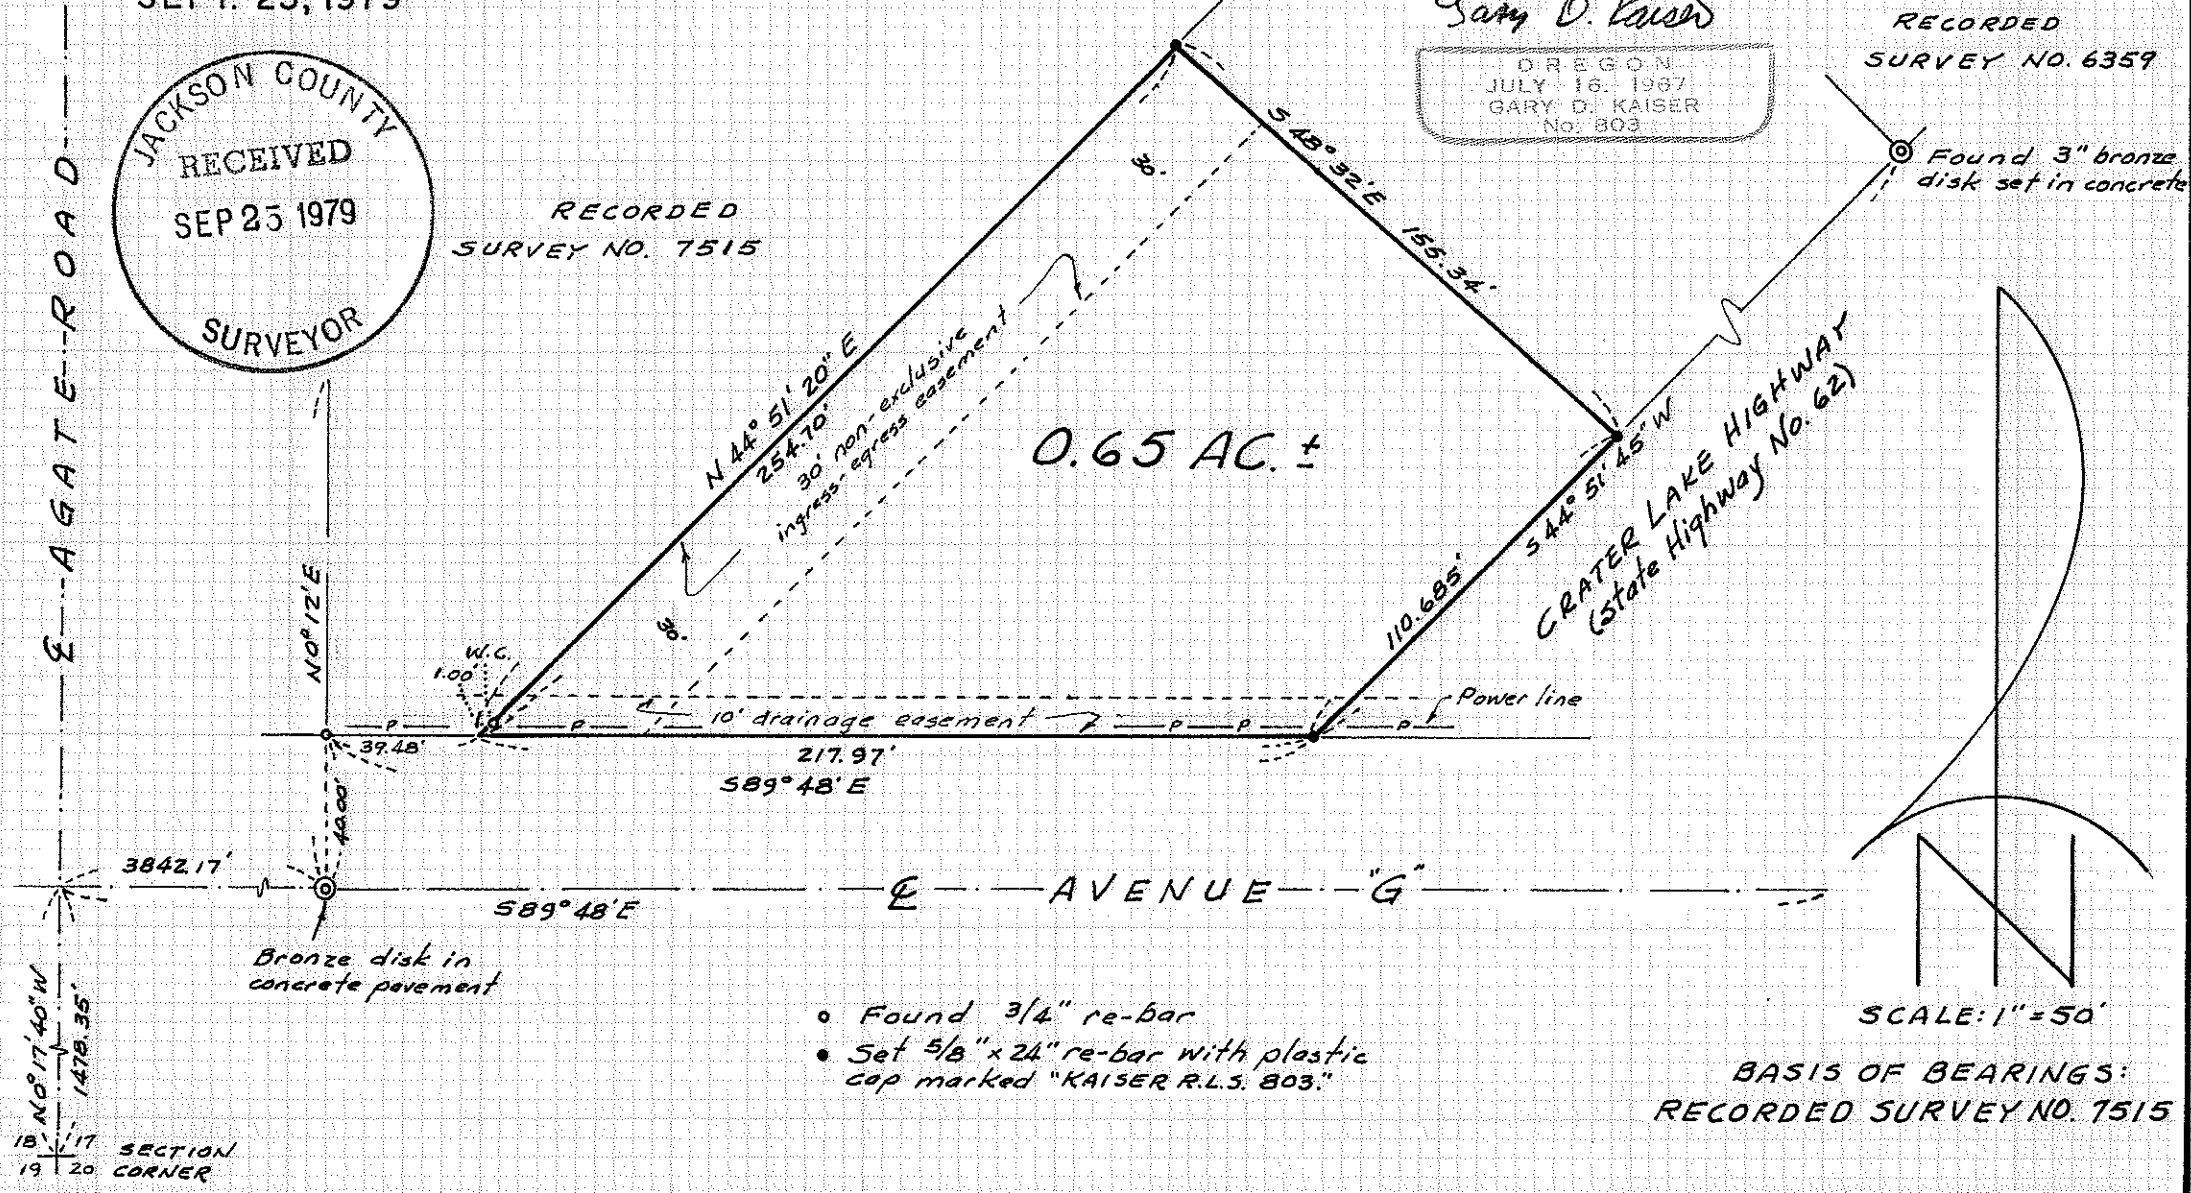 SEPT. 25, 1979
Gary D. Kaiser
RECORDED
SURVEY NO. 6359
OREGON
JULY 16, 1967
GARY D. KAISER
No. 803
JACKSON COUNTY
RECEIVED
SEP 25 1979
SURVEYOR
RECORDED
SURVEY NO. 7515
Found 3" bronze
disk set in concrete
S 48° 32' E 155.34'
30'
N 44° 51' 20" E
254.70'
30' non-exclusive
ingress-egress easement
30'
0.65 AC. ±
S 44° 51' 45" W
110.685'
CRATER LAKE HIGHWAY
(State Highway No. 62)
℄ AGATE ROAD
N0°12'E
W.C.
1.00'
P P P P P
10' drainage easement
Power line
39.48'
217.97'
S89°48'E
40.00'
3842.17'
S89°48'E
℄ AVENUE "G"
Bronze disk in
concrete pavement
N0°17'40"W
1478.35'
18 17
19 20
SECTION
CORNER
Found 3/4" re-bar
Set 5/8" x 24" re-bar with plastic
cap marked "KAISER R.L.S. 803."
N
SCALE: 1" = 50'
BASIS OF BEARINGS:
RECORDED SURVEY NO. 7515